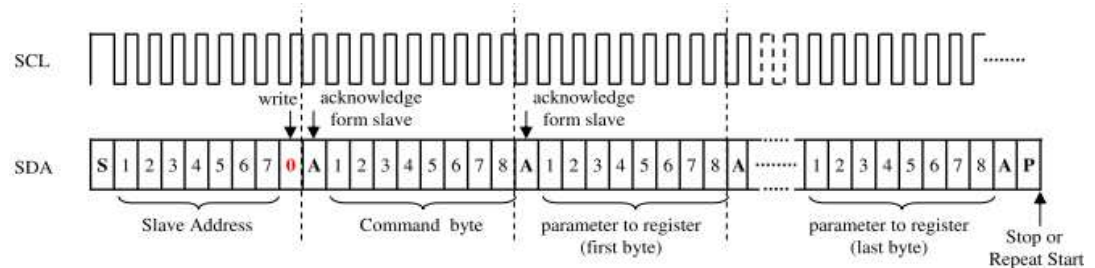 SCL
write
acknowledge
form slave
acknowledge
form slave
SDA
S 1 2 3 4 5 6 7 0 A 1 2 3 4 5 6 7 8 A 1 2 3 4 5 6 7 8 A 1 2 3 4 5 6 7 8 A P
Slave Address
Command byte
parameter to register
(first byte)
parameter to register
(last byte)
Stop or
Repeat Start